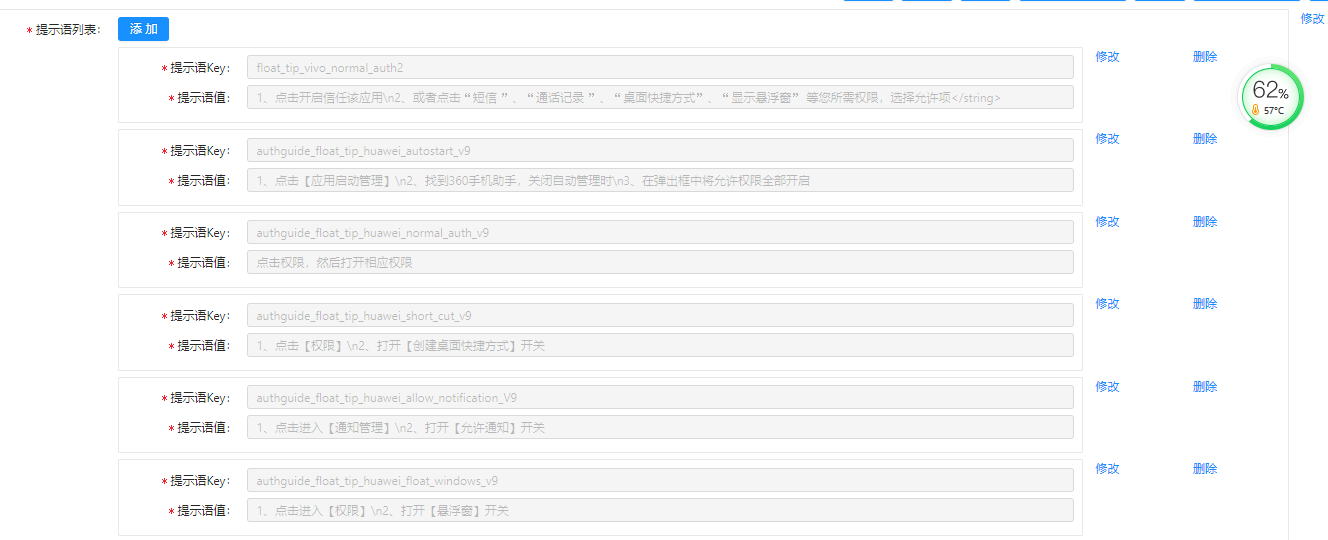 * 提示语列表: 添 加 修改
* 提示语Key: float_tip_vivo_normal_auth2 修改 删除
* 提示语值: 1、点击开启信任该应用\n2、或者点击“短信 ”、“通话记录 ”、“桌面快捷方式”、“显示悬浮窗” 等您所需权限，选择允许项</string>
62%
57°C
* 提示语Key: authguide_float_tip_huawei_autostart_v9 修改 删除
* 提示语值: 1、点击【应用启动管理】\n2、找到360手机助手，关闭自动管理时\n3、在弹出框中将允许权限全部开启
* 提示语Key: authguide_float_tip_huawei_normal_auth_v9 修改 删除
* 提示语值: 点击权限，然后打开相应权限
* 提示语Key: authguide_float_tip_huawei_short_cut_v9 修改 删除
* 提示语值: 1、点击【权限】\n2、打开【创建桌面快捷方式】开关
* 提示语Key: authguide_float_tip_huawei_allow_notification_V9 修改 删除
* 提示语值: 1、点击进入【通知管理】\n2、打开【允许通知】开关
* 提示语Key: authguide_float_tip_huawei_float_windows_v9 修改 删除
* 提示语值: 1、点击进入【权限】\n2、打开【悬浮窗】开关